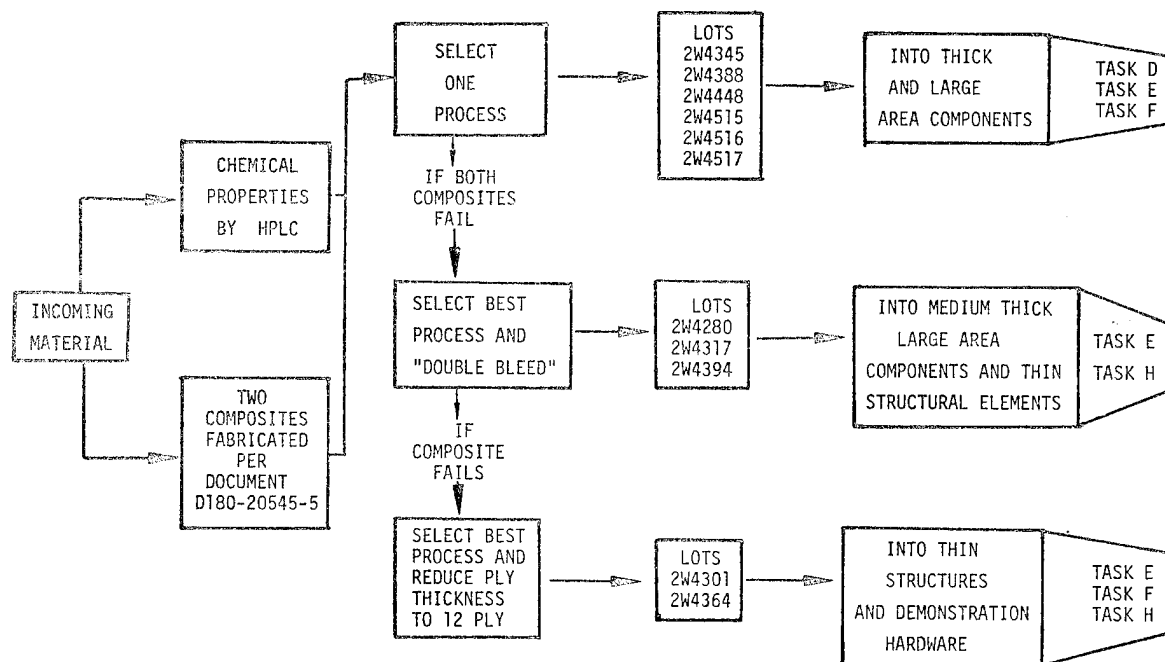 INCOMING
MATERIAL
CHEMICAL
PROPERTIES
BY HPLC
TWO
COMPOSITES
FABRICATED
PER
DOCUMENT
D180-20545-5
SELECT
ONE
PROCESS
LOTS
2W4345
2W4388
2W4448
2W4515
2W4516
2W4517
INTO THICK
AND LARGE
AREA COMPONENTS
TASK D
TASK E
TASK F
IF BOTH
COMPOSITES
FAIL
SELECT BEST
PROCESS AND
"DOUBLE BLEED"
LOTS
2W4280
2W4317
2W4394
INTO MEDIUM THICK
LARGE AREA
COMPONENTS AND THIN
STRUCTURAL ELEMENTS
TASK E
TASK H
IF
COMPOSITE
FAILS
SELECT BEST
PROCESS AND
REDUCE PLY
THICKNESS
TO 12 PLY
LOTS
2W4301
2W4364
INTO THIN
STRUCTURES
AND DEMONSTRATION
HARDWARE
TASK E
TASK F
TASK H